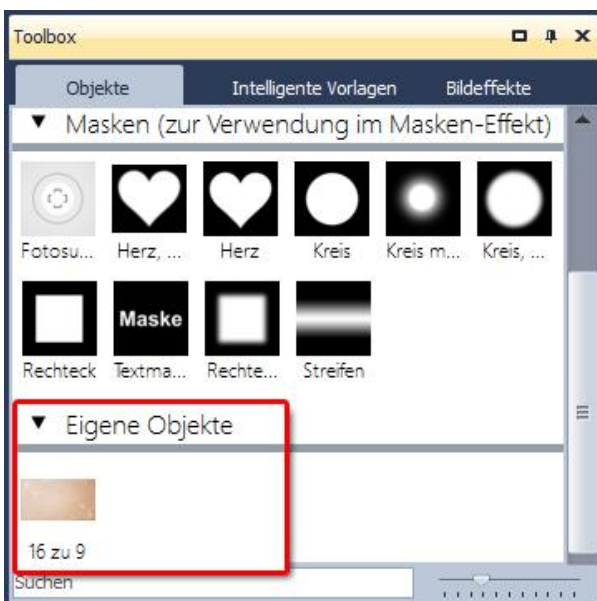 Toolbox
Objekte Intelligente Vorlagen Bildeffekte
Masken (zur Verwendung im Masken-Effekt)
Fotosu... Herz, ... Herz Kreis Kreis m... Kreis, ...
Maske
Rechteck Textma... Rechte... Streifen
Eigene Objekte
16 zu 9
Suchen